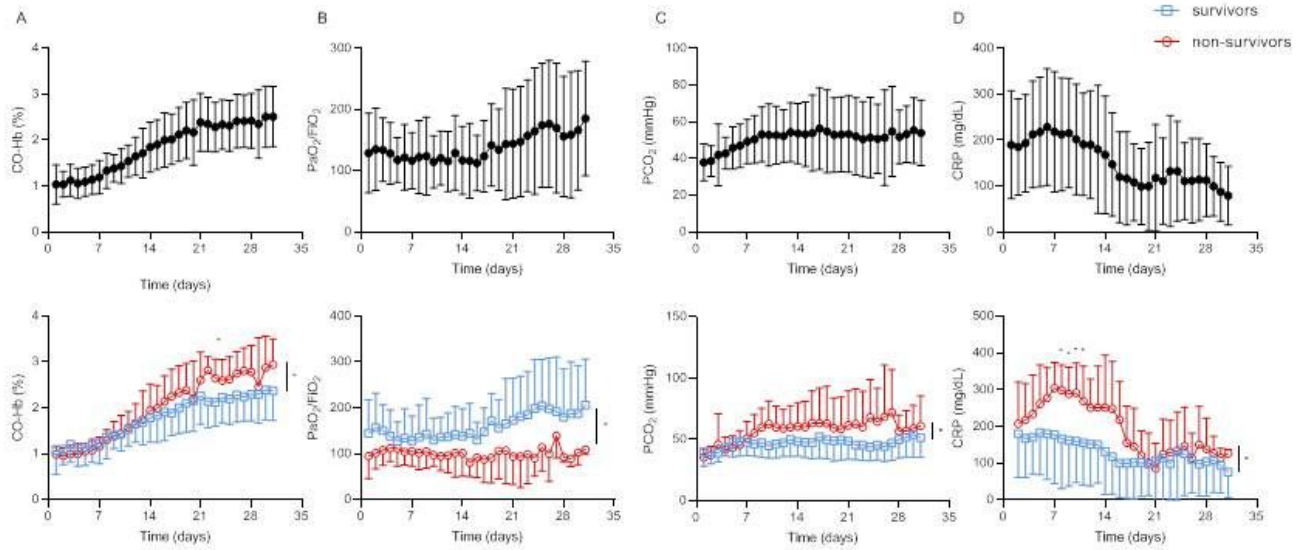 A
B
C
D
survivors
non-survivors
CO-Hb (%)
4
3
2
1
0
0 7 14 21 28 35
Time (days)
PaO₂/FiO₂
300
200
100
0
0 7 14 21 28 35
Time (days)
PCO₂ (mmHg)
100
80
60
40
20
0
0 7 14 21 28 35
Time (days)
CRP (mg/dL)
400
300
200
100
0
0 7 14 21 28 35
Time (days)
CO-Hb (%)
4
3
2
1
0
0 7 14 21 28 35
Time (days)
PaO₂/FiO₂
400
300
200
100
0
0 7 14 21 28 35
Time (days)
PCO₂ (mmHg)
150
100
50
0
0 7 14 21 28 35
Time (days)
CRP (mg/dL)
500
400
300
200
100
0
0 7 14 21 28 35
Time (days)